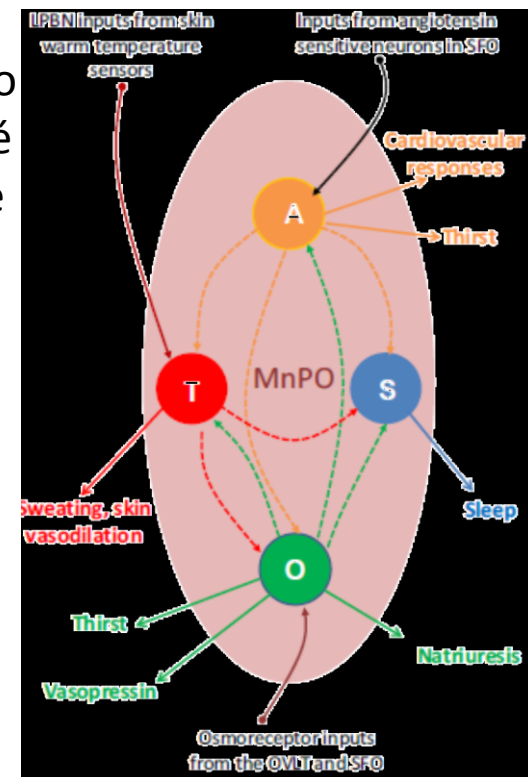 LPBN inputs from skin
warm temperature
sensors
Inputs from angiotensin
sensitive neurons in SFO
o
é
e
Cardiovascular
responses
A
Thirst
MnPO
T
S
Sweating, skin
vasodilation
Sleep
O
Thirst
Natriuresis
Vasopressin
Osmoreceptor inputs
from the OVLT and SFO